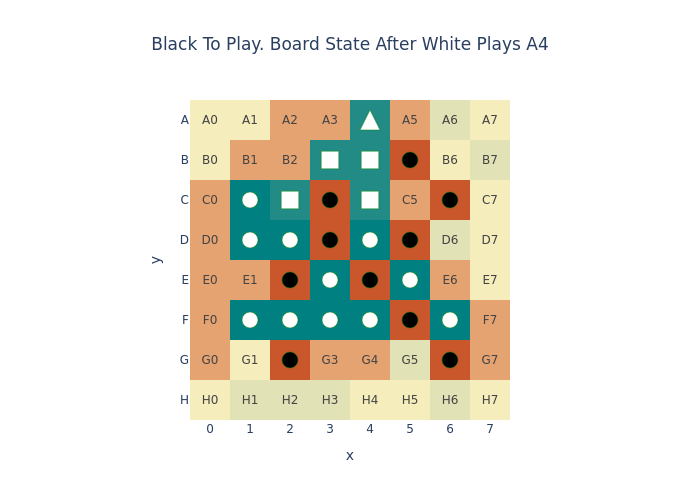 Black To Play. Board State After White Plays A4
A A0 A1 A2 A3 A5 A6 A7
B B0 B1 B2 B6 B7
C C0 C5 C7
D D0 D6 D7
y
E E0 E1 E6 E7
F F0 F7
G G0 G1 G3 G4 G5 G7
H H0 H1 H2 H3 H4 H5 H6 H7
0 1 2 3 4 5 6 7
x